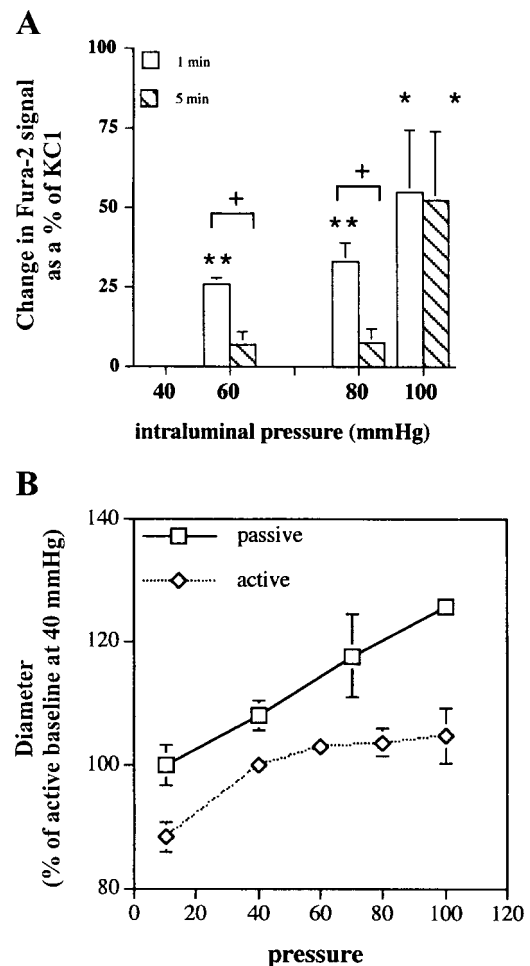 A
100
75
50
25
0
1 min
5 min
Change in Fura-2 signal
as a % of KC1
**
+
**
+
*
*
40
60
80
100
intraluminal pressure (mmHg)
B
140
120
100
80
passive
active
Diameter
(% of active baseline at 40 mmHg)
0
20
40
60
80
100
120
pressure